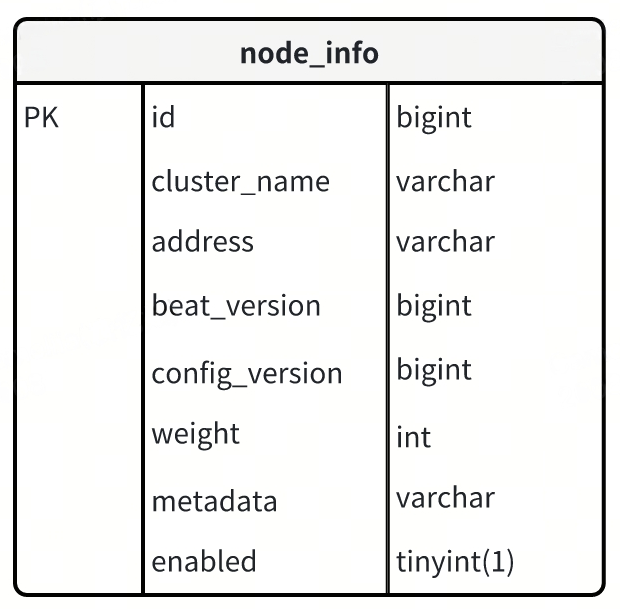 node_info
PK id bigint
cluster_name varchar
address varchar
beat_version bigint
config_version bigint
weight int
metadata varchar
enabled tinyint(1)